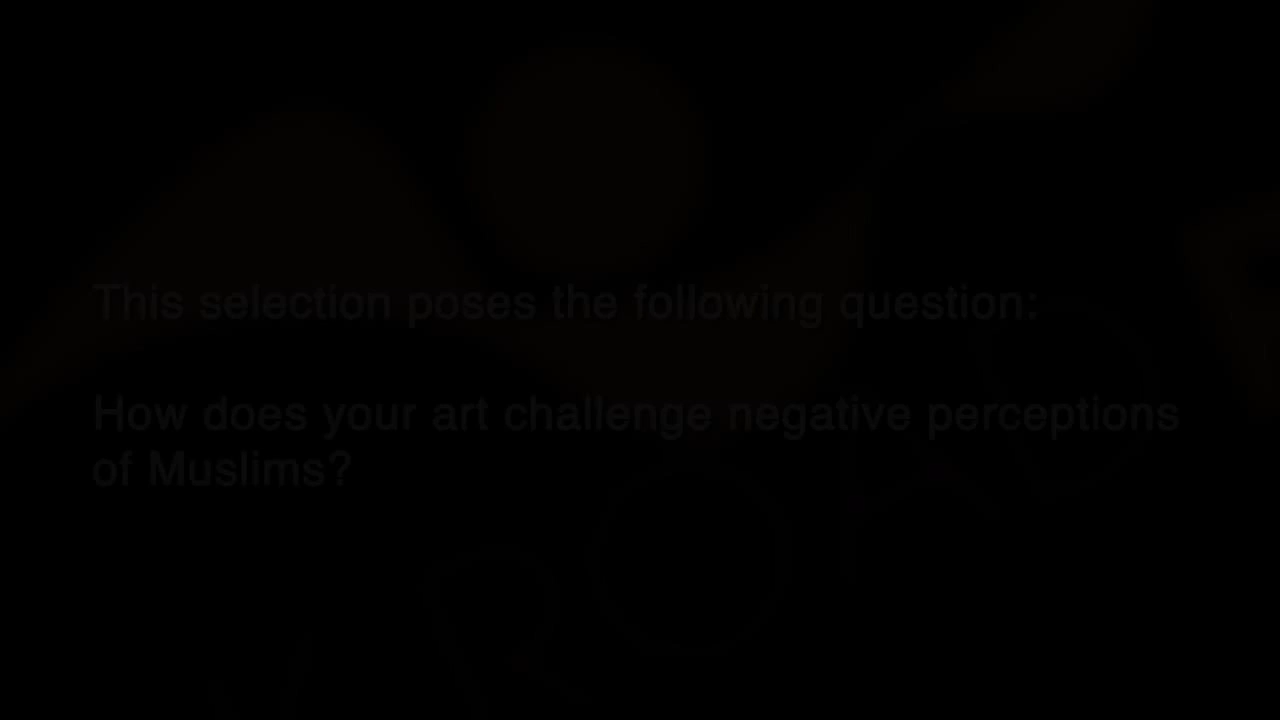 This selection poses the following question:
How does your art challenge negative perceptions
of Muslims?